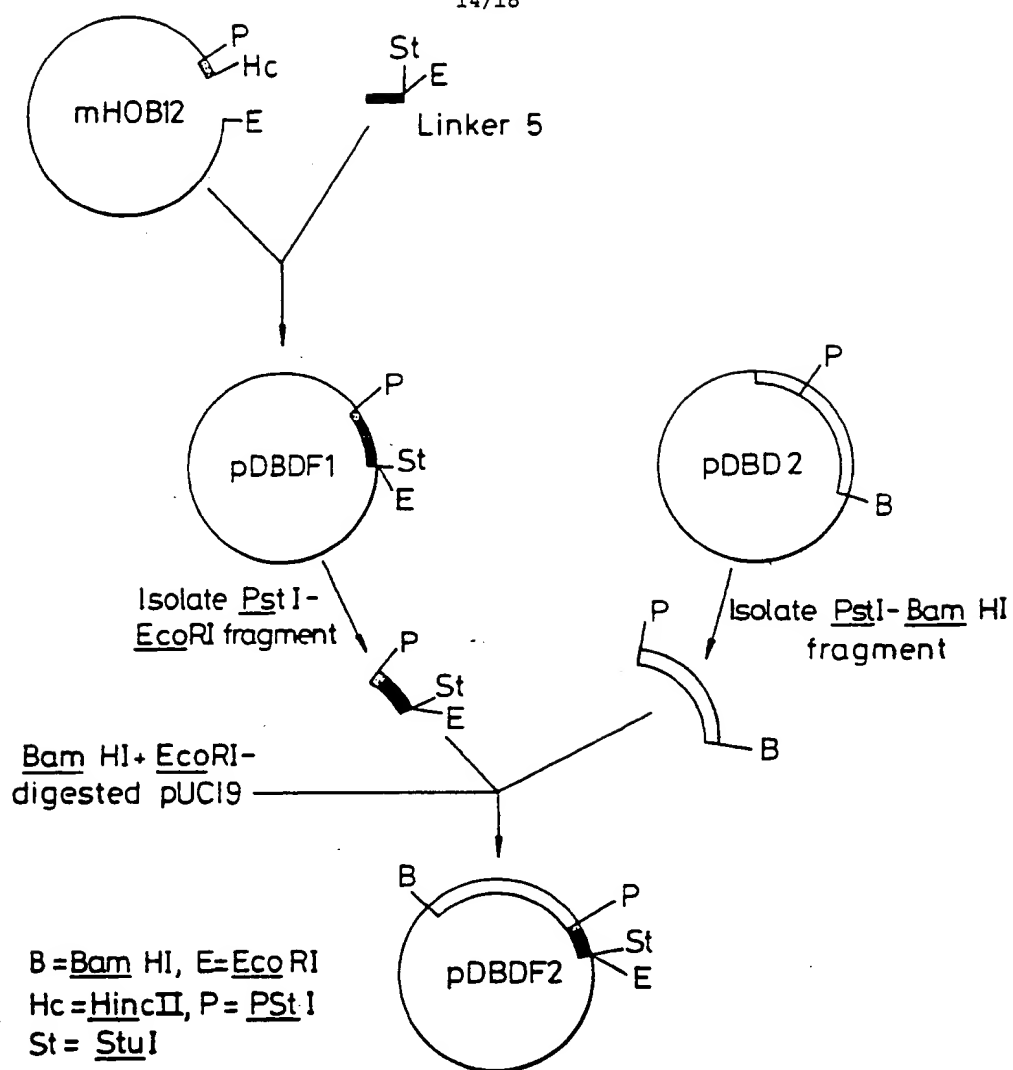 14/18
P
Hc
mHOB12
E
St
E
Linker 5
P
pDBDF1
St
E
P
pDBD2
B
Isolate PstI-
EcoRI fragment
P
St
E
Isolate PstI-Bam HI
fragment
P
B
Bam HI + EcoRI-
digested pUC19
B
P
St
E
pDBDF2
B = Bam HI, E = Eco RI
Hc = HincII, P = PSt I
St = StuI